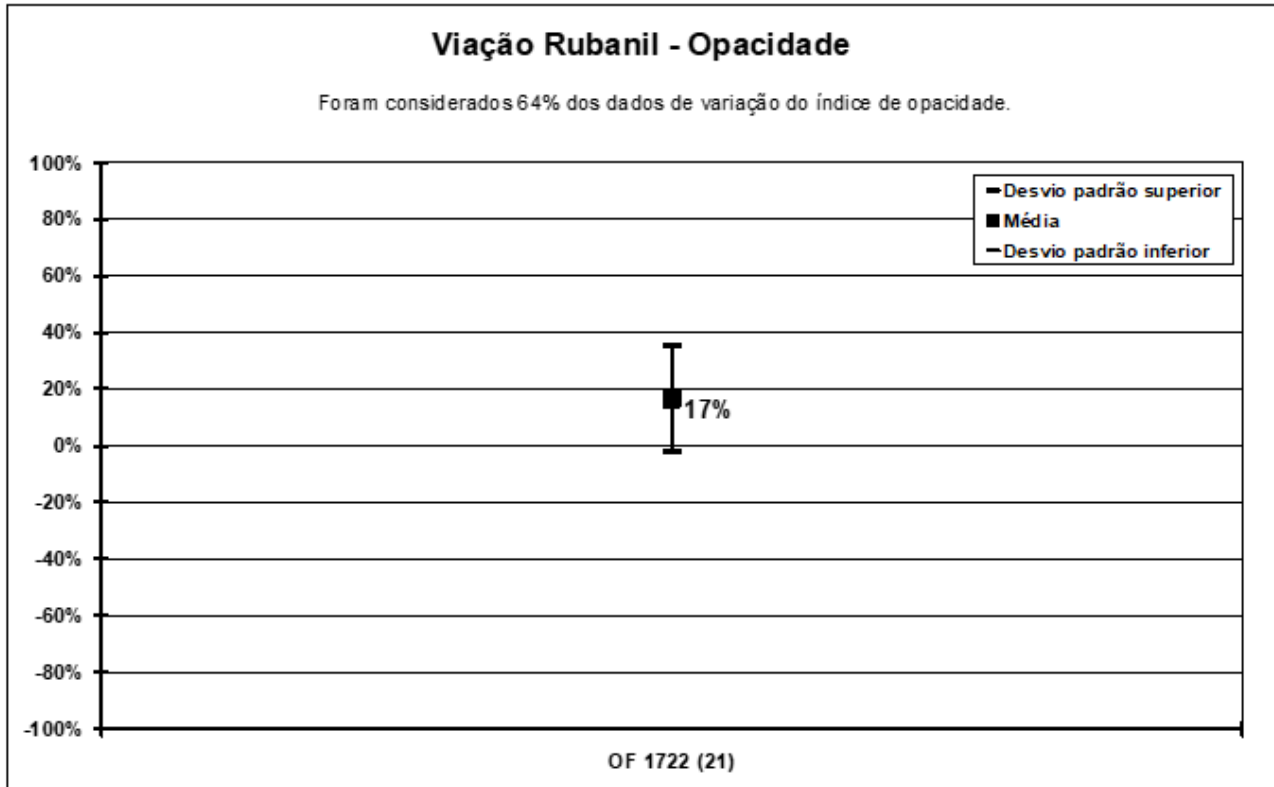 Viação Rubanil - Opacidade
Foram considerados 64% dos dados de variação do índice de opacidade.
100%
80%
60%
40%
20%
0%
-20%
-40%
-60%
-80%
-100%
Desvio padrão superior
Média
Desvio padrão inferior
17%
OF 1722 (21)